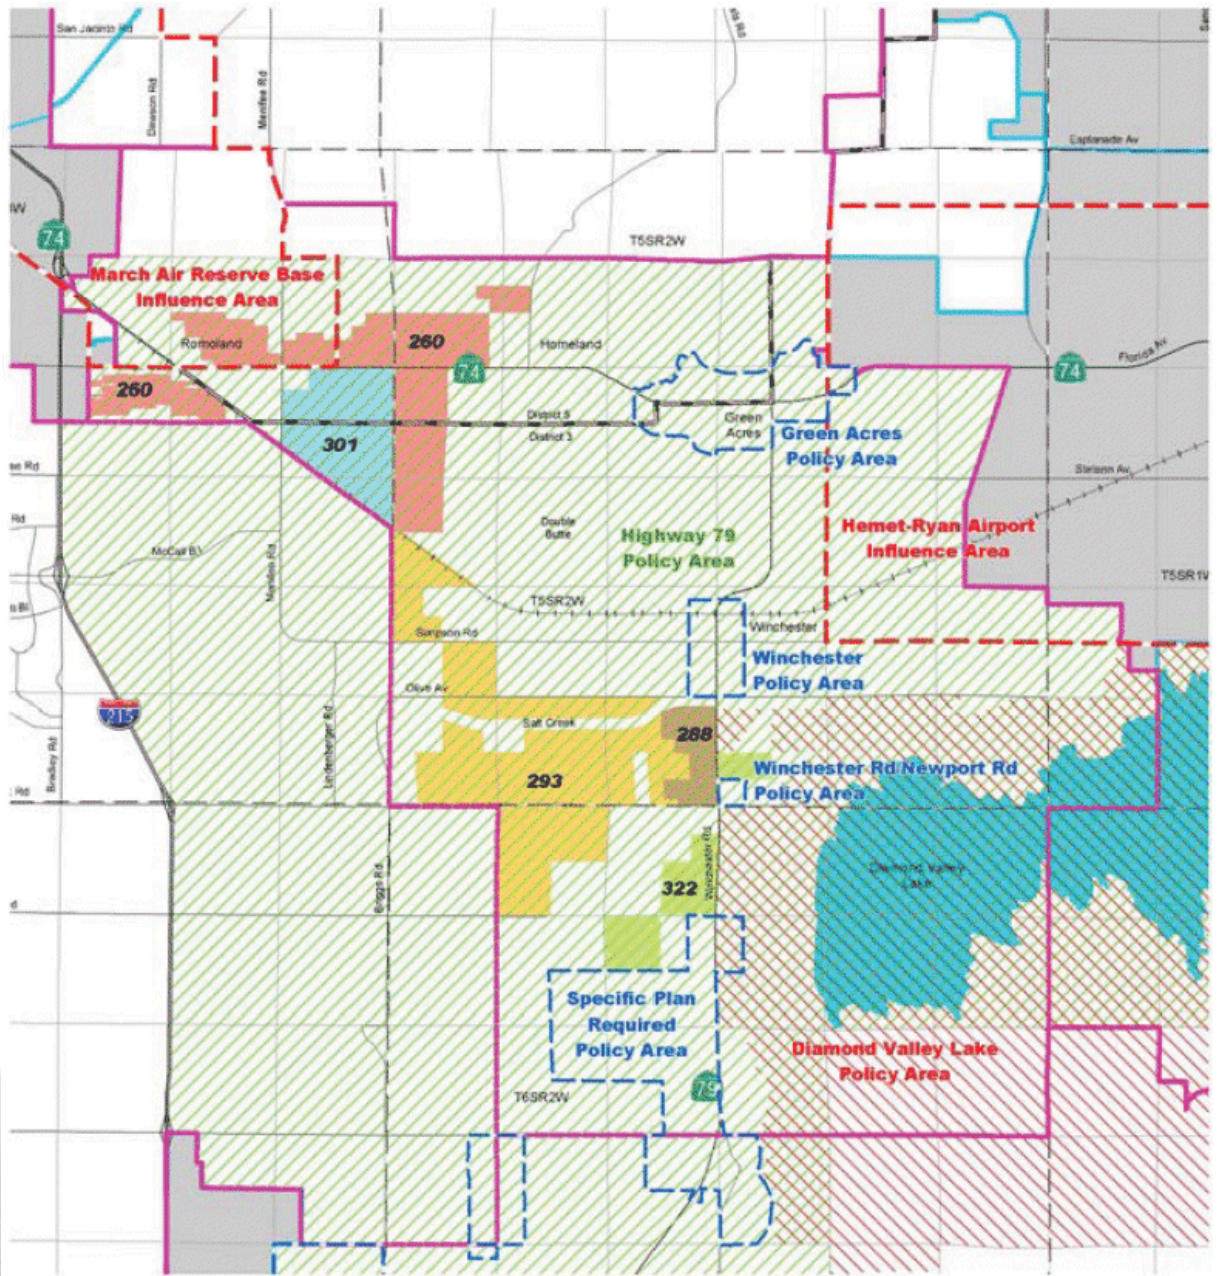 San Jacinto Rd
Dawson Rd
Menifee Rd
Esplanade Av
74
T5SR2W
March Air Reserve Base
Influence Area
Romoland
260
Homeland
74
Florida Av
74
260
District 5
District 3
Green
Acres
Green Acres
Policy Area
301
Stetson Av
Double
Butte
Highway 79
Policy Area
Hemet-Ryan Airport
Influence Area
McCall Bl
Menifee Rd
T5SR2W
Winchester
Simpson Rd
Winchester
Policy Area
Olive Av
Salt Creek
288
215
Bradley Rd
Lindenberger Rd
293
Winchester Rd/Newport Rd
Policy Area
Rd
Briggs Rd
Winchester Rd
322
Diamond Valley
Lake
Specific Plan
Required
Policy Area
Diamond Valley Lake
Policy Area
79
T6SR2W